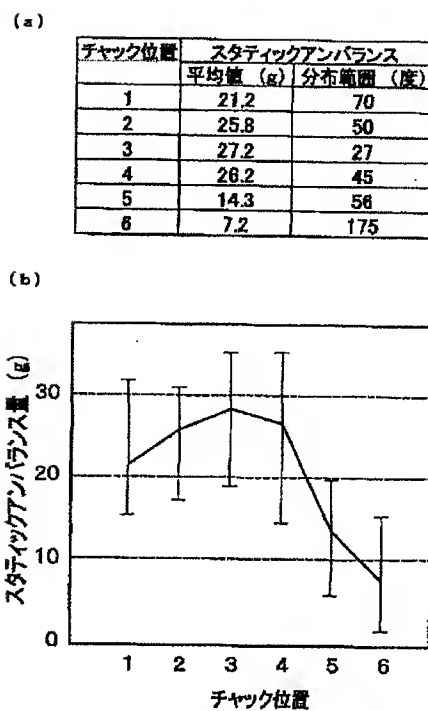 (a)
チャック位置 スタティックアンバランス
平均値 (g) 分布範囲 (度)
1 21.2 70
2 25.8 50
3 27.2 27
4 26.2 45
5 14.3 56
6 7.2 175
(b)
スタティックアンバランス量 (g)
30
20
10
0
1 2 3 4 5 6
チャック位置